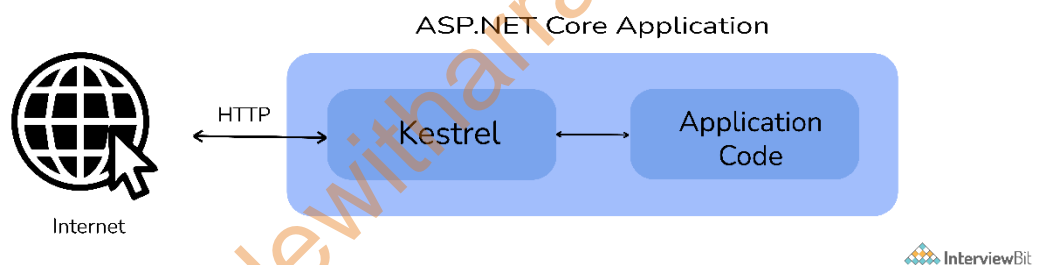 ASP.NET Core Application
HTTP
Kestrel
Application
Code
Internet
InterviewBit